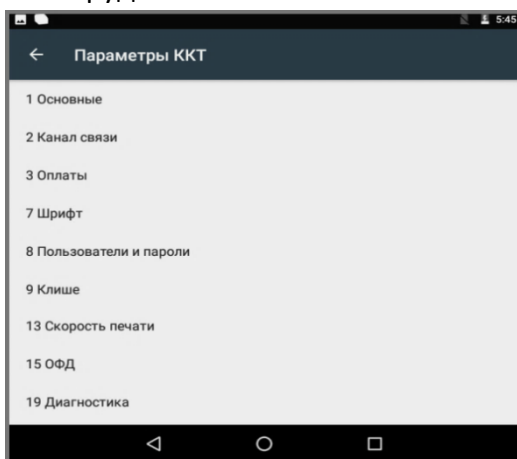 5:45
Параметры ККТ
1 Основные
2 Канал связи
3 Оплаты
7 Шрифт
8 Пользователи и пароли
9 Клише
13 Скорость печати
15 ОФД
19 Диагностика